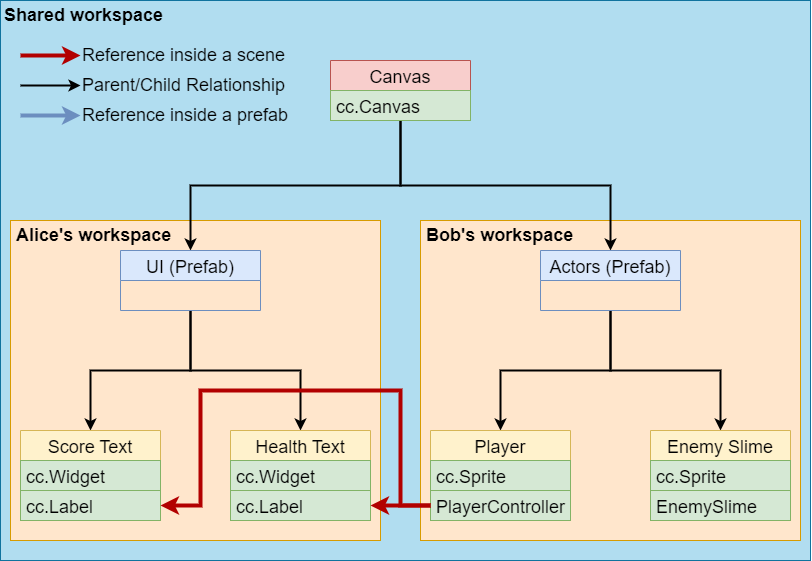 Shared workspace
Reference inside a scene
Parent/Child Relationship
Reference inside a prefab
Canvas
cc.Canvas
Alice's workspace
UI (Prefab)
Score Text
cc.Widget
cc.Label
Health Text
cc.Widget
cc.Label
Bob's workspace
Actors (Prefab)
Player
cc.Sprite
PlayerController
Enemy Slime
cc.Sprite
EnemySlime